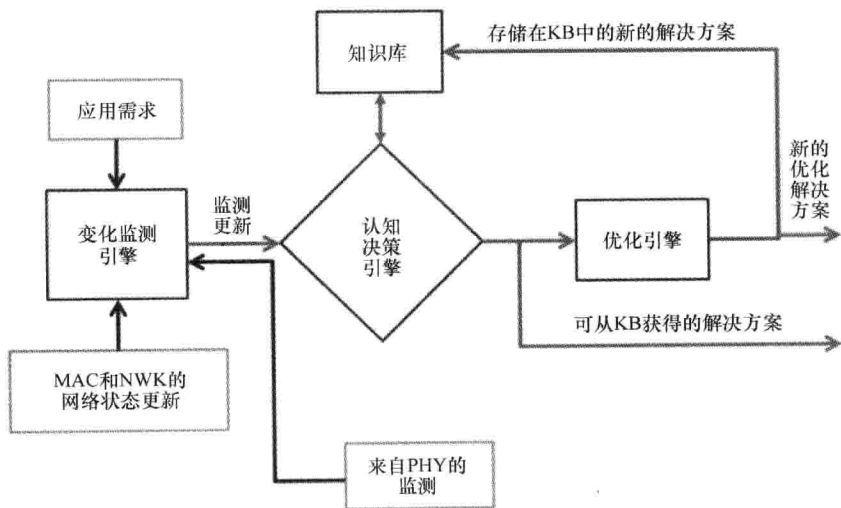 存储在KB中的新的解决方案
知识库
应用需求
新的
优化
解决
方案
监测
更新
变化监测
引擎
认知
决策
引擎
优化引擎
可从KB获得的解决方案
MAC和NWK的
网络状态更新
来自PHY的
监测